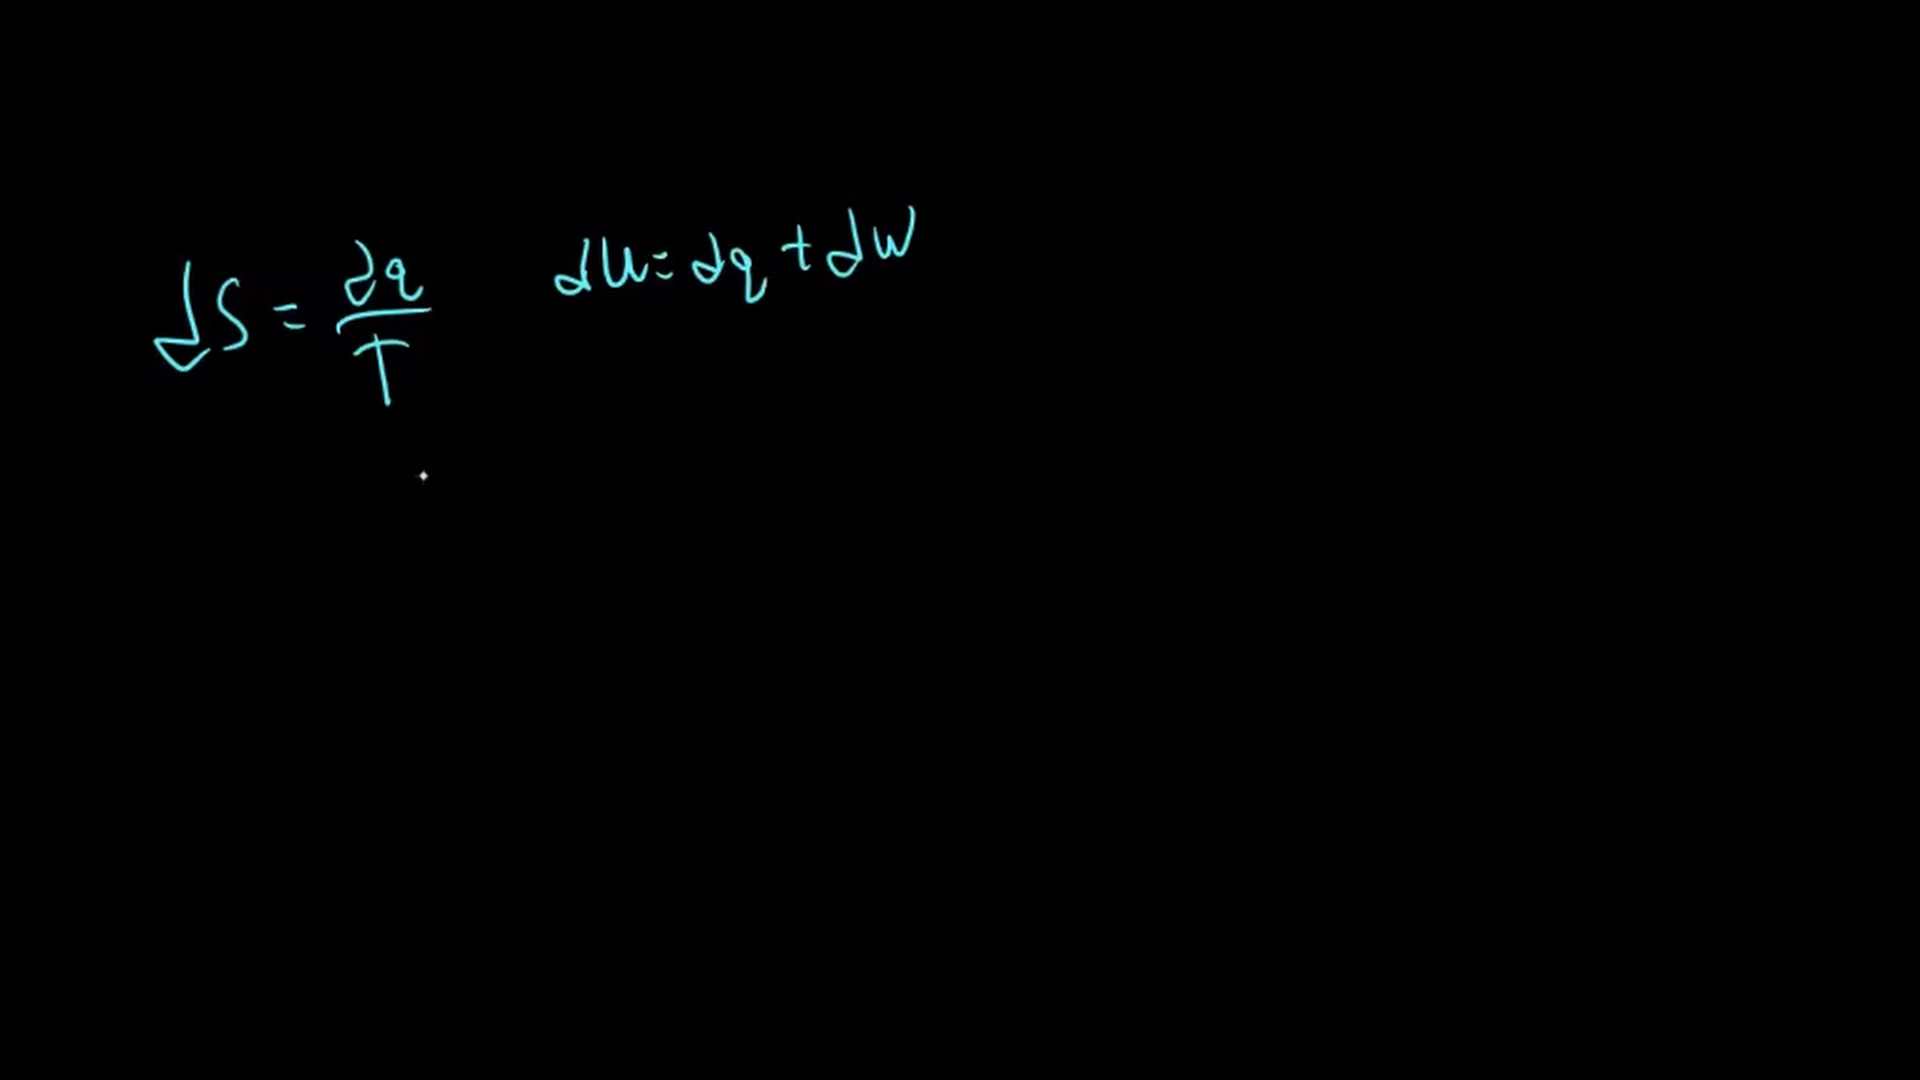 dS = dq/T
dU = dq + dW